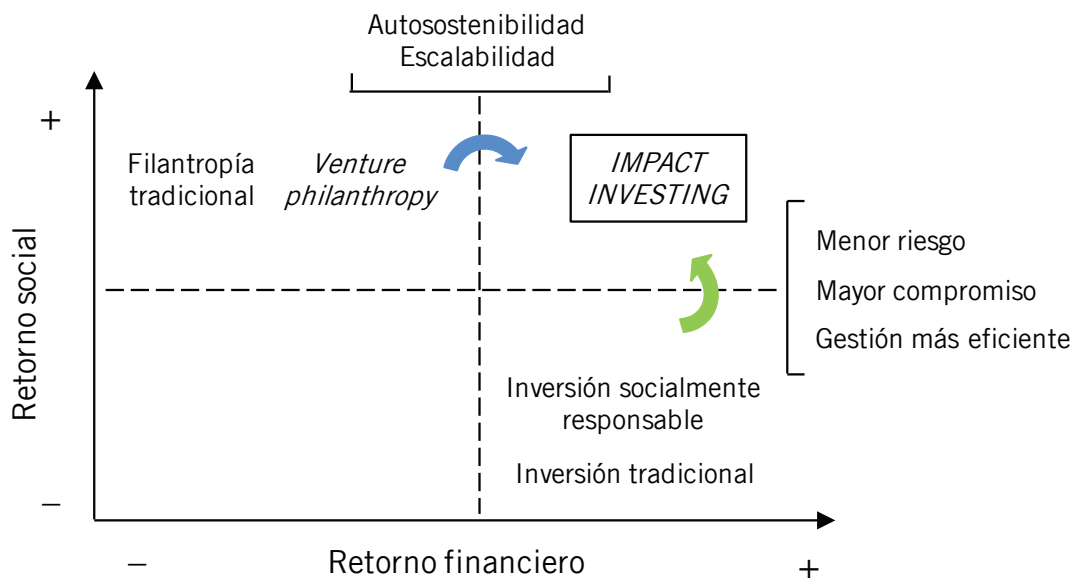 Autosostenibilidad
Escalabilidad
+
Filantropía
tradicional
Venture
philanthropy
IMPACT
INVESTING
Menor riesgo
Mayor compromiso
Gestión más eficiente
Retorno social
Inversión socialmente
responsable
Inversión tradicional
–
–
Retorno financiero
+